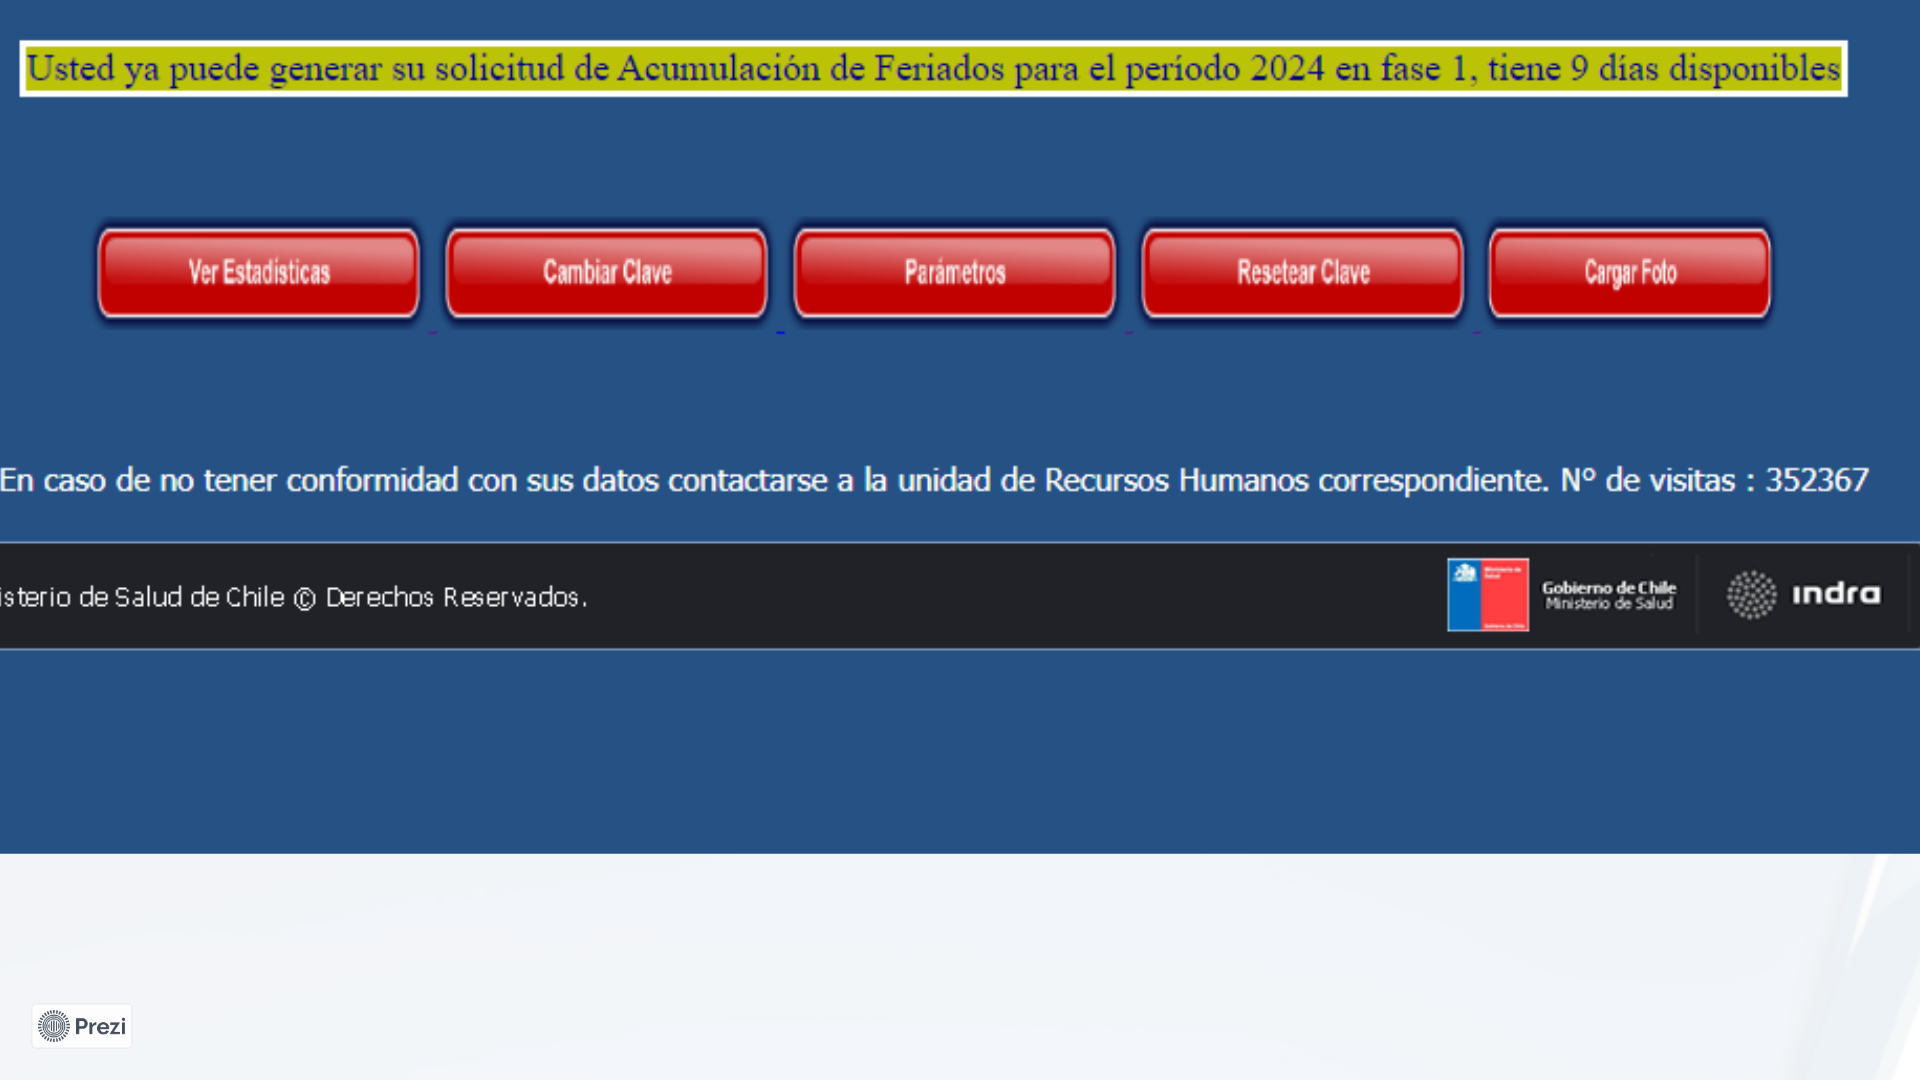 Usted ya puede generar su solicitud de Acumulación de Feriados para el período 2024 en fase 1, tiene 9 días disponibles
Ver Estadisticas
Cambiar Clave
Parámetros
Resetear Clave
Cargar Foto
En caso de no tener conformidad con sus datos contactarse a la unidad de Recursos Humanos correspondiente. Nº de visitas : 352367
isterio de Salud de Chile © Derechos Reservados.
Gobierno de Chile
Ministerio de Salud
indra
Prezi